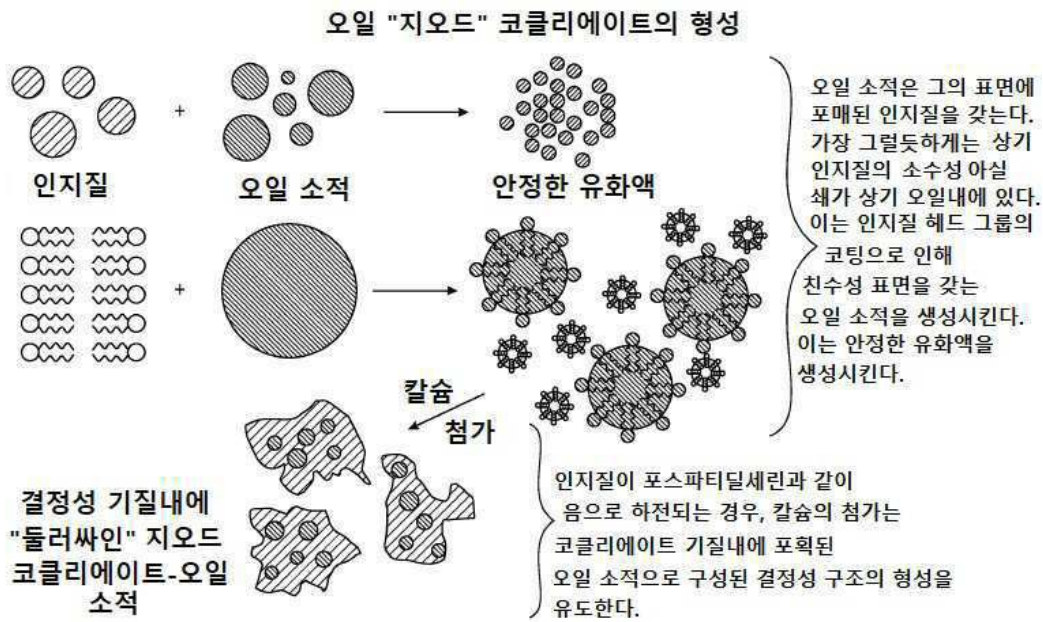 오일 "지오드" 코클리에이트의 형성
+
인지질
오일 소적
안정한 유화액
오일 소적은 그의 표면에
포매된 인지질을 갖는다.
가장 그럴듯하게는 상기
인지질의 소수성 아실
쇄가 상기 오일내에 있다.
이는 인지질 헤드 그룹의
코팅으로 인해
친수성 표면을 갖는
오일 소적을 생성시킨다.
이는 안정한 유화액을
생성시킨다.
+
칼슘
첨가
결정성 기질내에
"둘러싸인" 지오드
코클리에이트-오일
소적
인지질이 포스파티딜세린과 같이
음으로 하전되는 경우, 칼슘의 첨가는
코클리에이트 기질내에 포획된
오일 소적으로 구성된 결정성 구조의 형성을
유도한다.